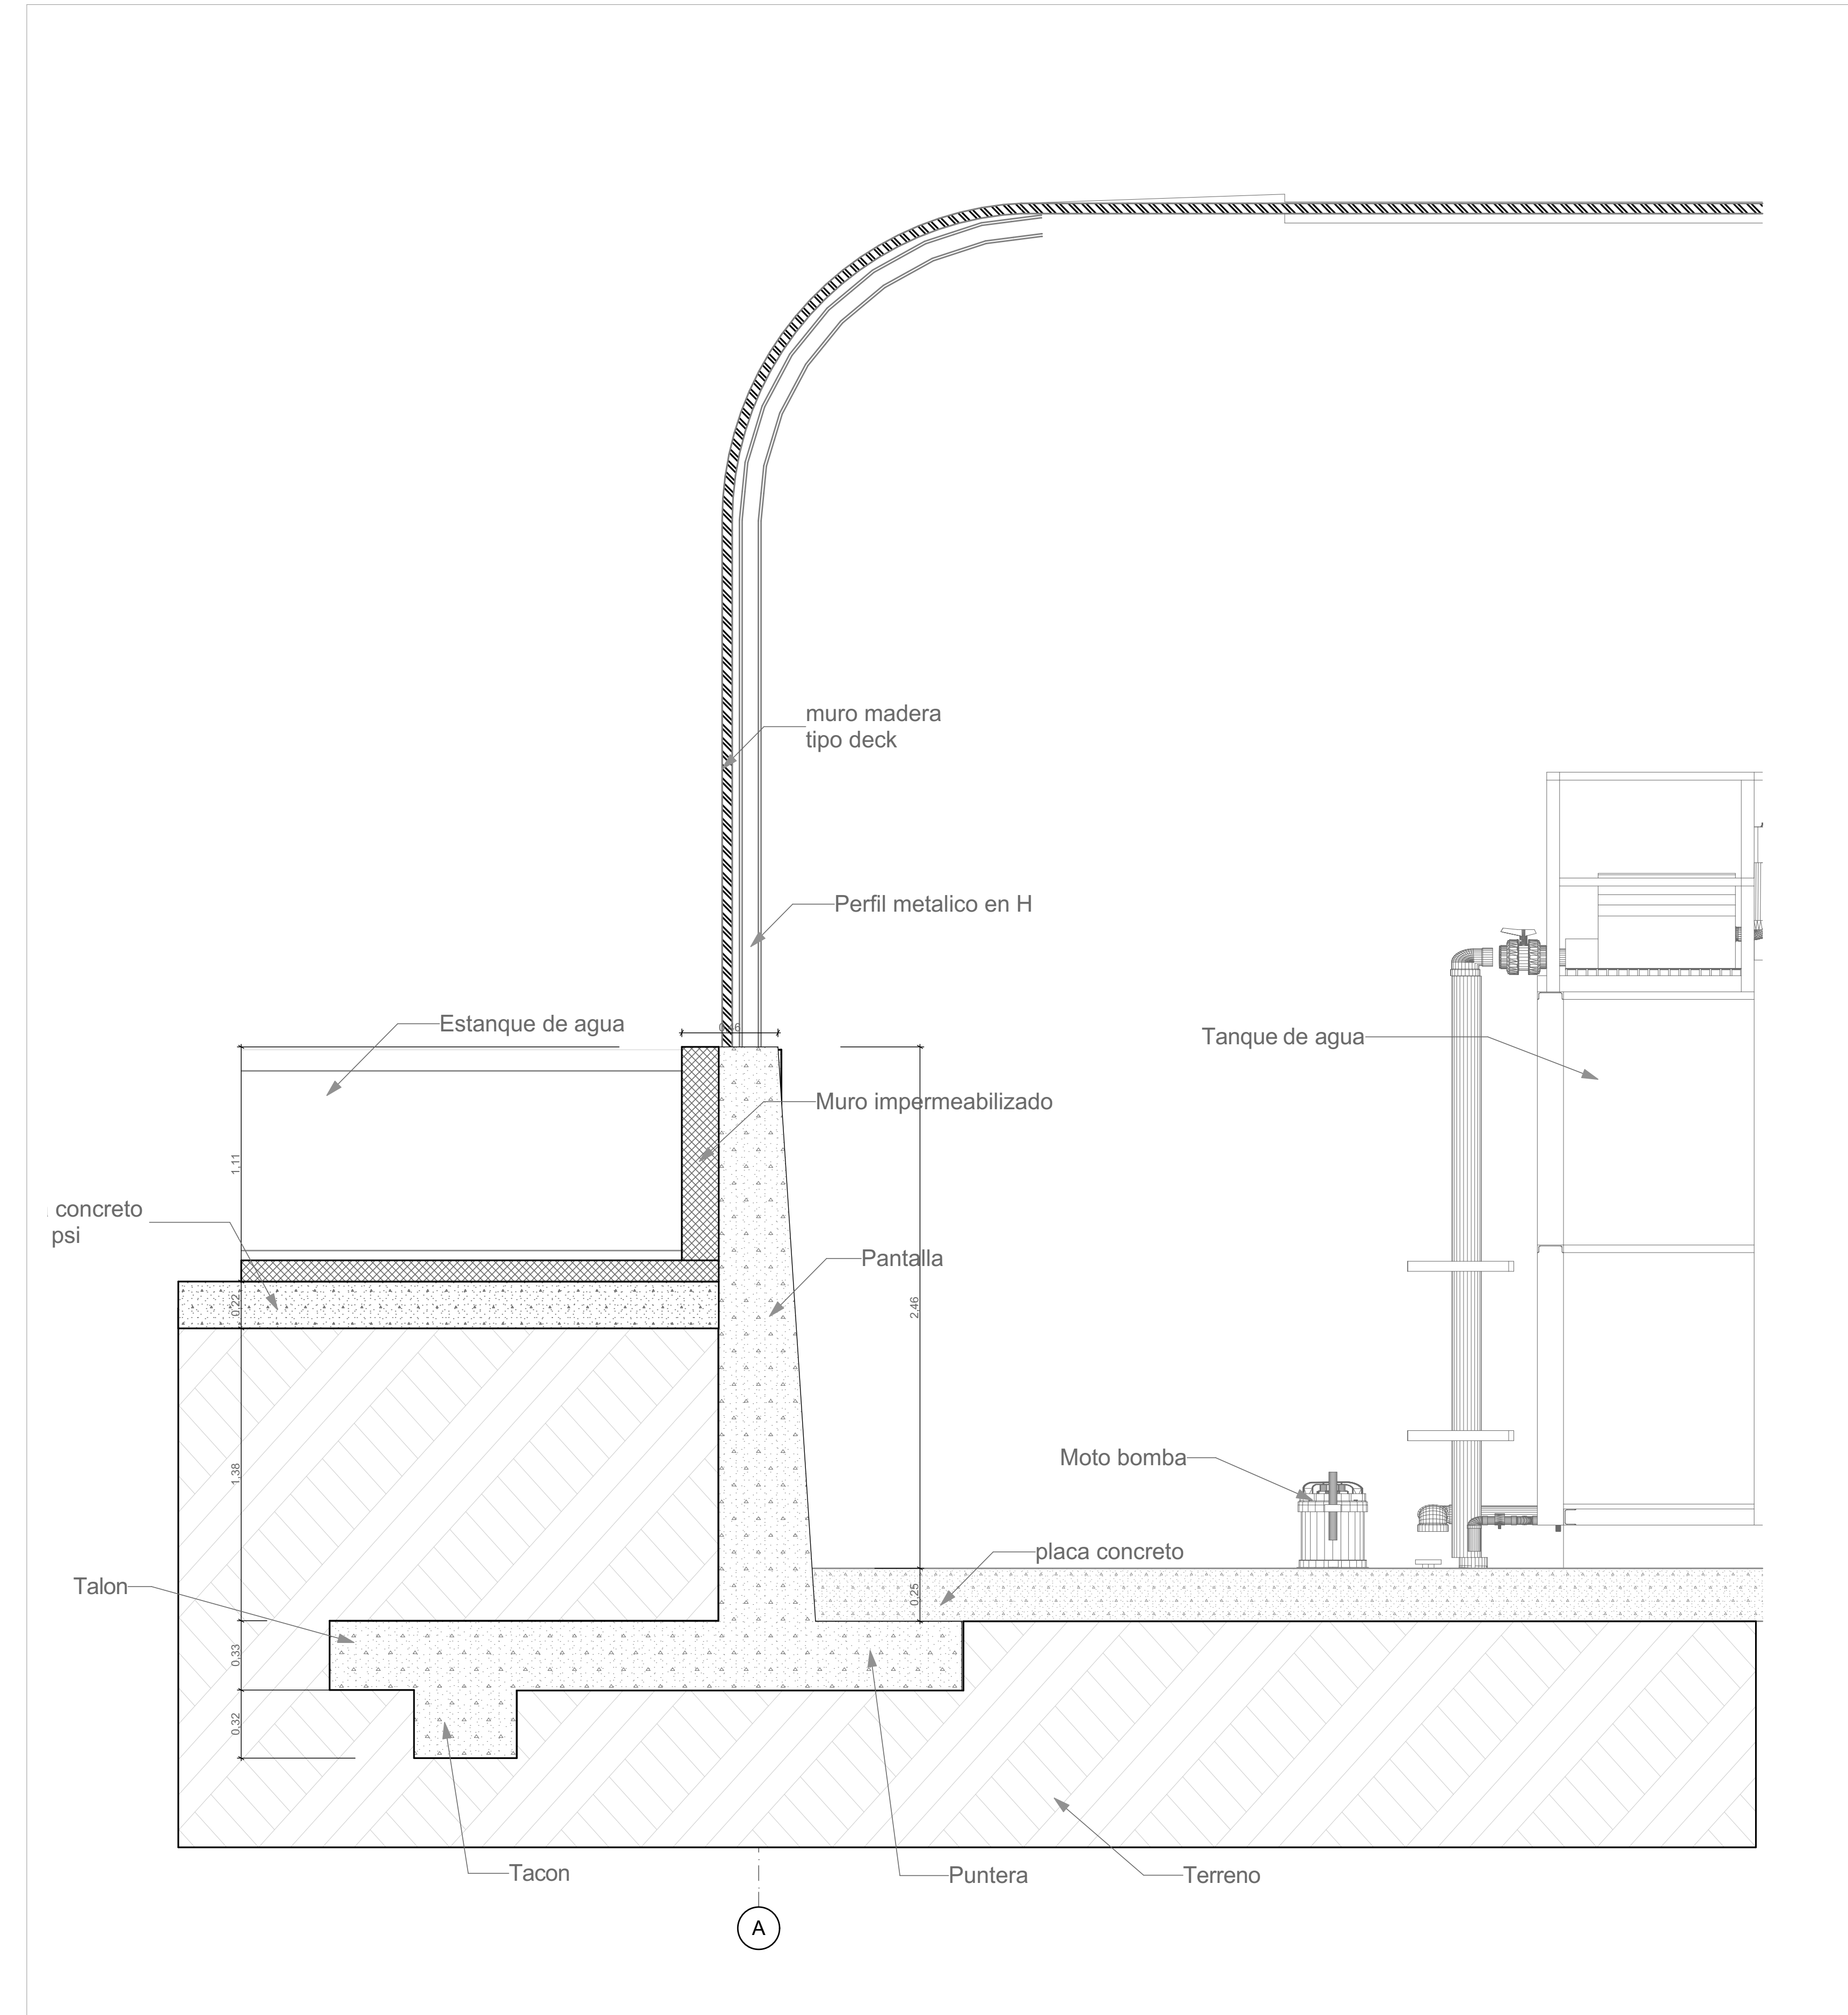 muro madera
tipo deck
Perfil metalico en H
Estanque de agua
0,46
Tanque de agua
Muro impermeabilizado
1,11
concreto
psi
Pantalla
0,22
2,46
1,38
Moto bomba
placa concreto
Talon
0,25
0,33
0,32
Tacon
Puntera
Terreno
A